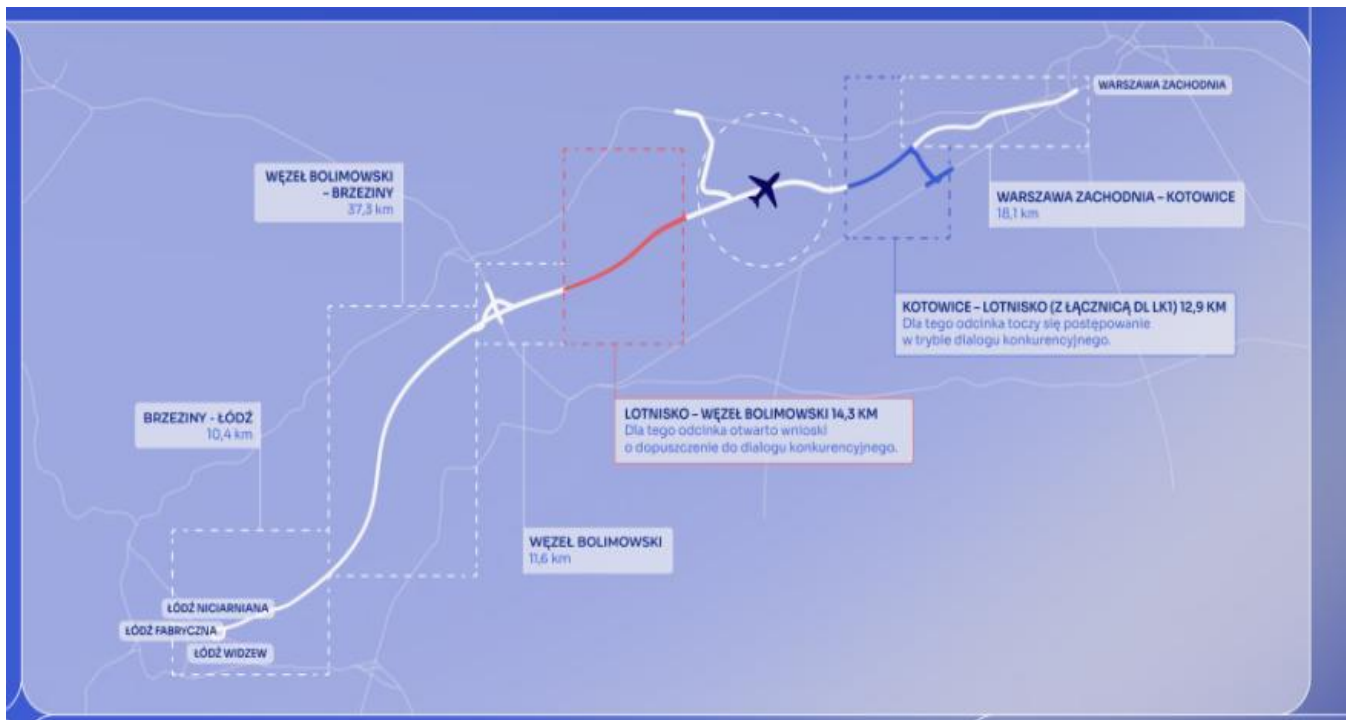 WARSZAWA ZACHODNIA
WĘZEŁ BOLIMOWSKI
– BRZEZINY
37,3 km
WARSZAWA ZACHODNIA – KOTOWICE
18,1 km
KOTOWICE – LOTNISKO (Z ŁĄCZNICĄ DL LK1) 12,9 KM
Dla tego odcinka toczy się postępowanie
w trybie dialogu konkurencyjnego.
BRZEZINY - ŁÓDŹ
10,4 km
LOTNISKO – WĘZEŁ BOLIMOWSKI 14,3 KM
Dla tego odcinka otwarto wnioski
o dopuszczenie do dialogu konkurencyjnego.
WĘZEŁ BOLIMOWSKI
11,6 km
ŁÓDŹ NICIARNIANA
ŁÓDŹ FABRYCZNA
ŁÓDŹ WIDZEW